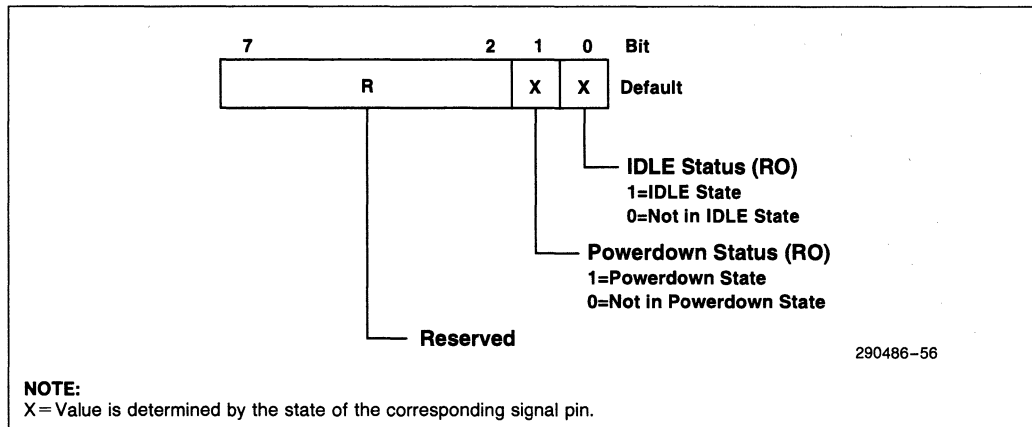 7 2 1 0 Bit
R X X Default
IDLE Status (RO)
1=IDLE State
0=Not in IDLE State
Powerdown Status (RO)
1=Powerdown State
0=Not in Powerdown State
Reserved
290486–56
NOTE:
X=Value is determined by the state of the corresponding signal pin.